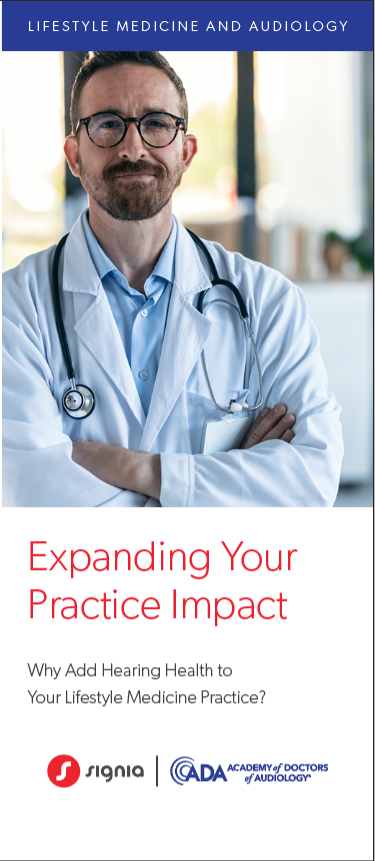 LIFESTYLE MEDICINE AND AUDIOLOGY
Expanding Your
Practice Impact
Why Add Hearing Health to
Your Lifestyle Medicine Practice?
signia
ADA ACADEMY of DOCTORS
of AUDIOLOGY®